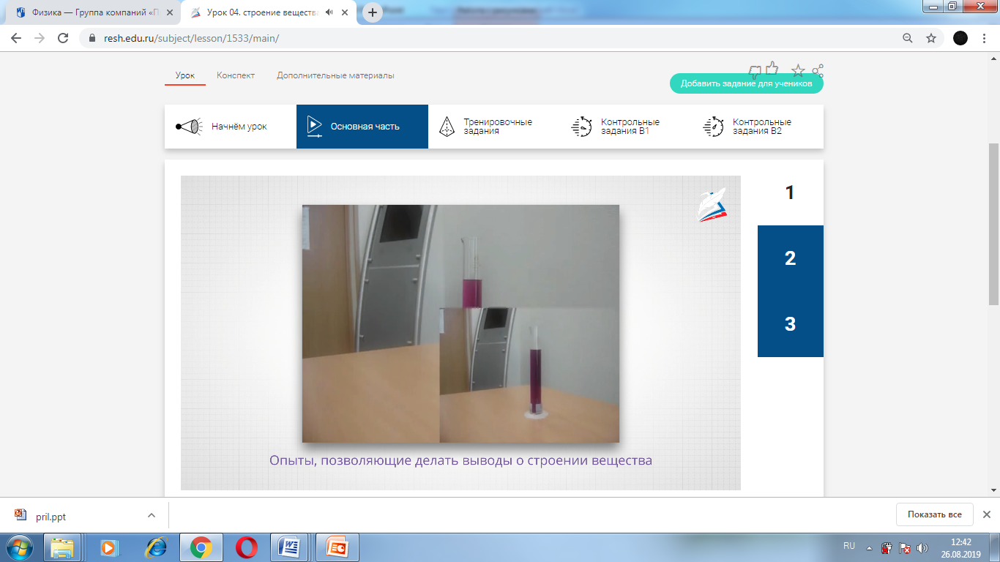 Физика — Группа компаний «П
Урок 04. строение вещества
resh.edu.ru/subject/lesson/1533/main/
Урок
Конспект
Дополнительные материалы
Добавить задание для учеников
Начнём урок
Основная часть
Тренировочные
задания
Контрольные
задания В1
Контрольные
задания В2
1
2
3
Опыты, позволяющие делать выводы о строении вещества
pril.ppt
Показать все
RU
12:42
26.08.2019